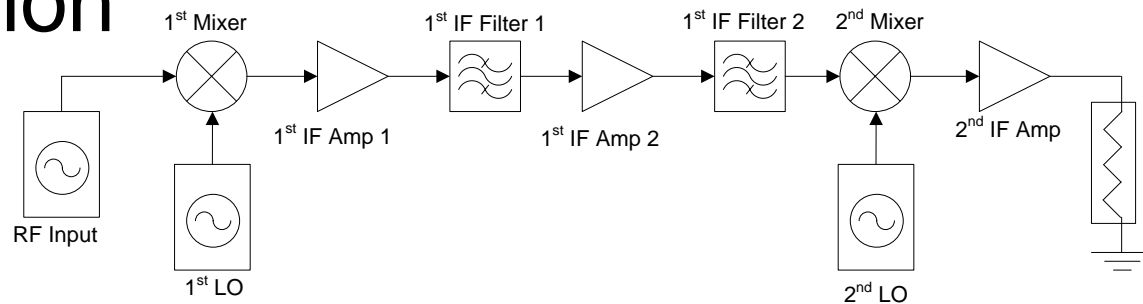 1st Mixer
1st IF Filter 1
1st IF Filter 2
2nd Mixer
1st IF Amp 1
1st IF Amp 2
2nd IF Amp
RF Input
1st LO
2nd LO